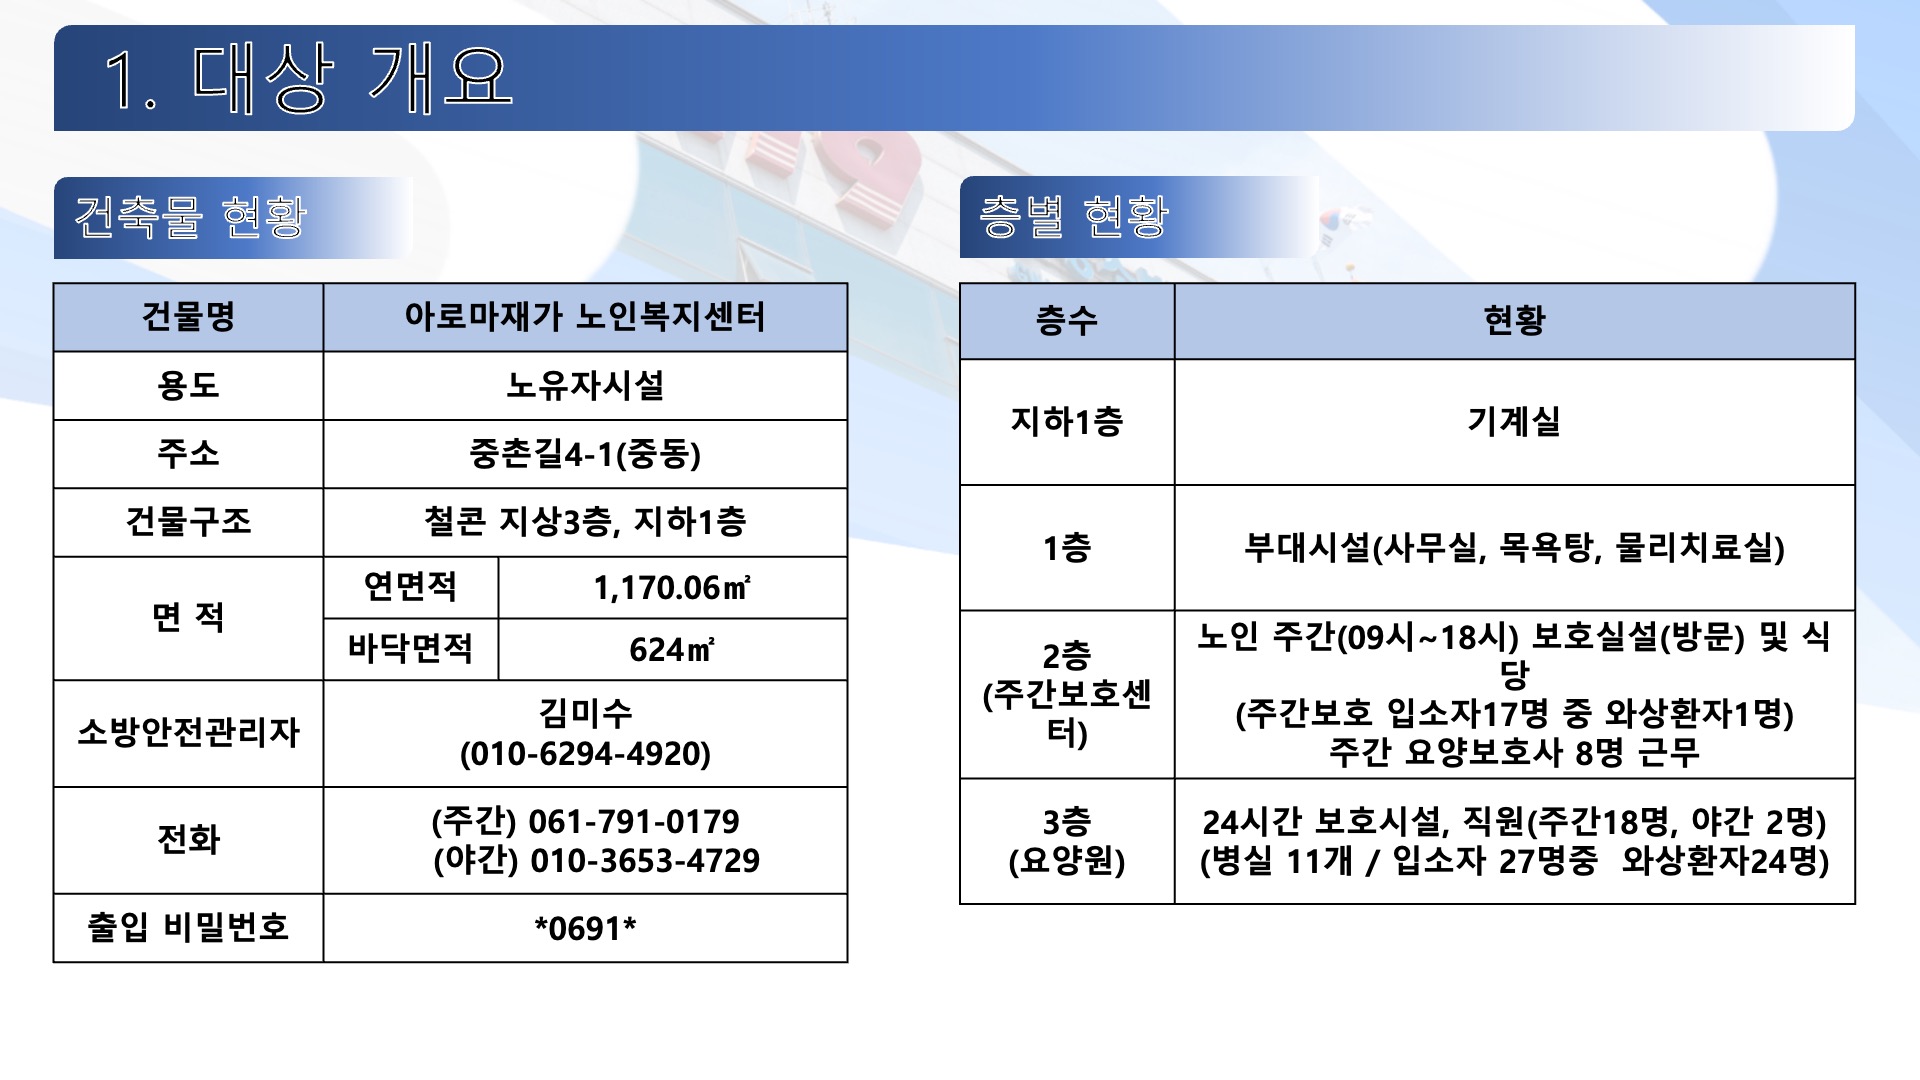 1. 대상 개요
건축물 현황
건물명 아로마재가 노인복지센터
용도 노유자시설
주소 중촌길4-1(중동)
건물구조 철콘 지상3층, 지하1층
면 적
연면적 1,170.06㎡
바닥면적 624㎡
소방안전관리자
김미수
(010-6294-4920)
전화
(주간) 061-791-0179
(야간) 010-3653-4729
출입 비밀번호 *0691*
층별 현황
층수 현황
지하1층 기계실
1층 부대시설(사무실, 목욕탕, 물리치료실)
2층
(주간보호센
터)
노인 주간(09시~18시) 보호실설(방문) 및 식
당
(주간보호 입소자17명 중 와상환자1명)
주간 요양보호사 8명 근무
3층
(요양원)
24시간 보호시설, 직원(주간18명, 야간 2명)
(병실 11개 / 입소자 27명중  와상환자24명)